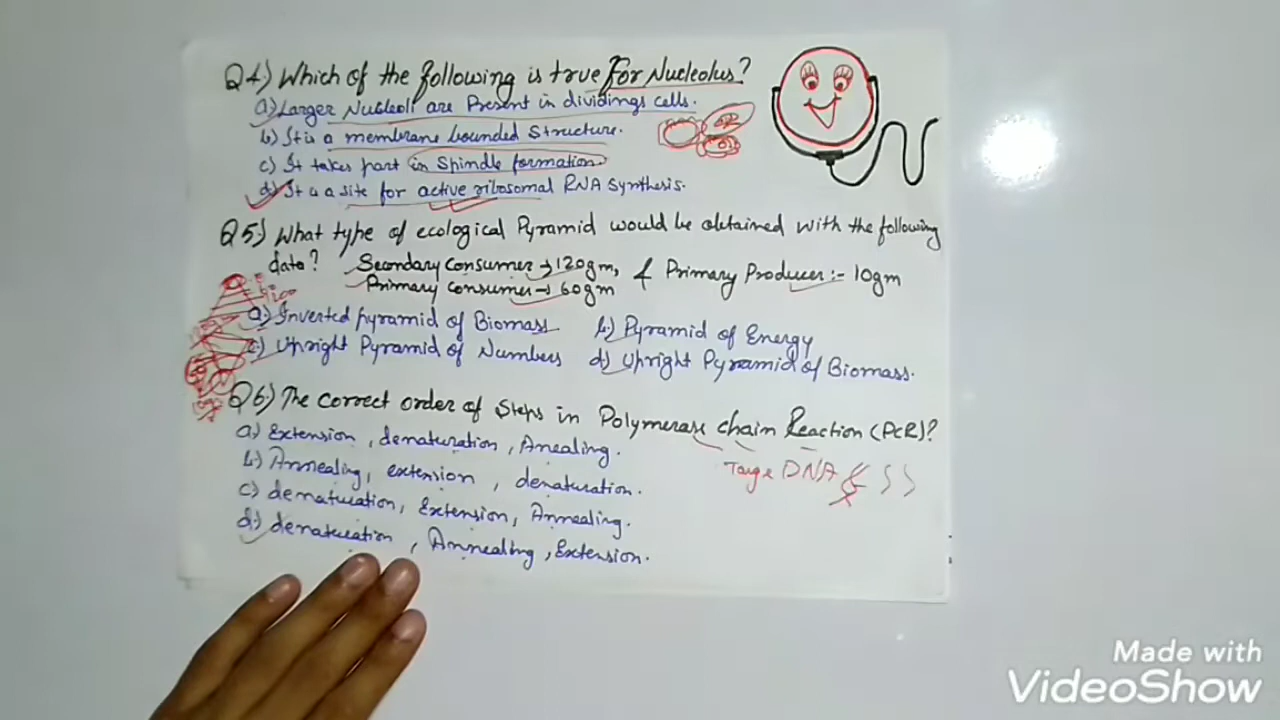 Q4) Which of the following is true for Nucleolus?
a) Larger Nucleoli are Present in dividings cells.
b) It is a membrane bounded Structure.
c) It takes part in Spindle formation
d) It is a site for active ribosomal RNA Synthesis.
Q5) What type of ecological Pyramid would be obtained with the following
data? Secondary Consumer → 120gm, & Primary Producer :- 10gm
Primary Consumer → 60gm
a) Inverted pyramid of Biomass b) Pyramid of Energy
c) Upright Pyramid of Numbers d) Upright Pyramid of Biomass.
Q6) The correct order of Steps in Polymerase chain Reaction (PCR)?
a) Extension, denaturation, Anealing.
b) Annealing, extension, denaturation.
c) denaturation, Extension, Annealing.
d) denaturation, Annealing, Extension.
Targe DNA
Made with
VideoShow